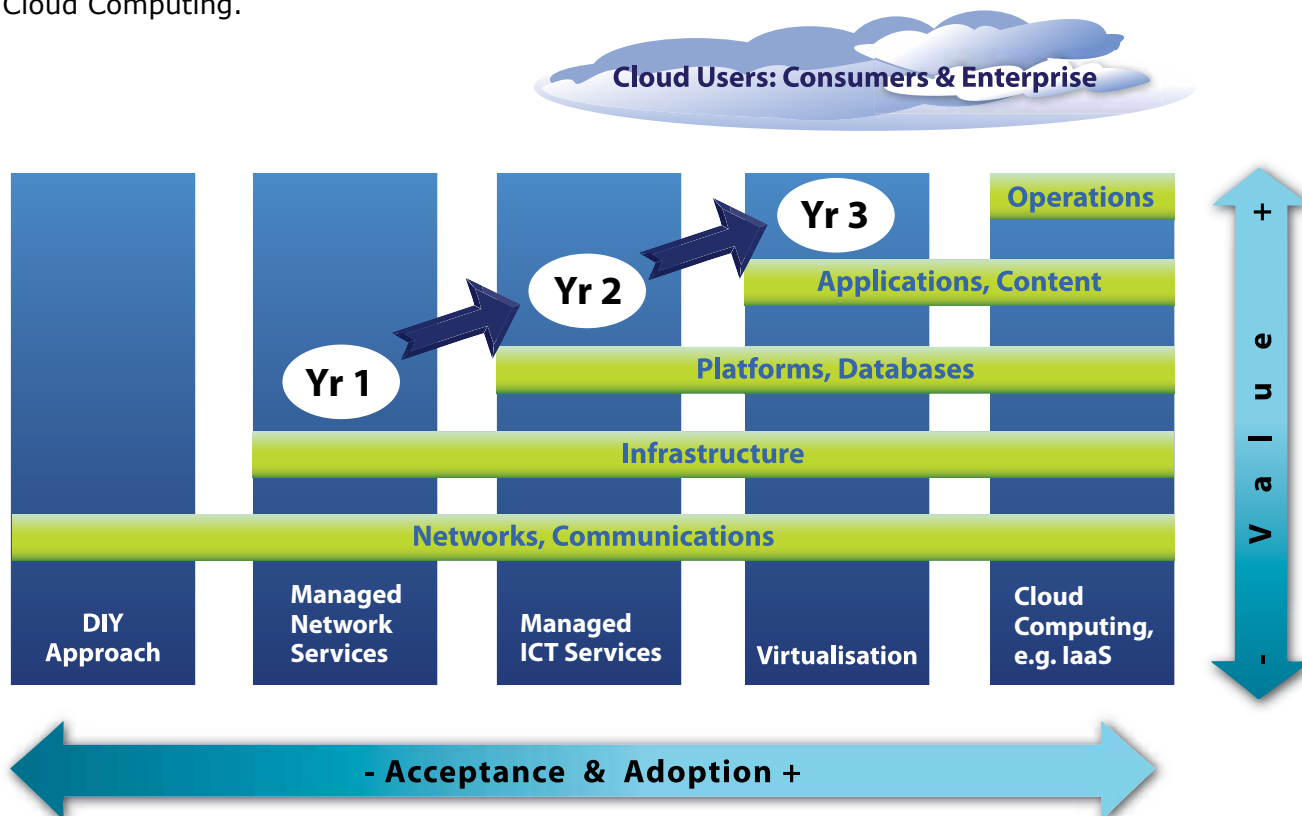 Cloud Computing.
Cloud Users: Consumers & Enterprise
Operations
Yr 3
Applications, Content
Yr 2
Platforms, Databases
Yr 1
Infrastructure
Networks, Communications
DIY
Approach
Managed
Network
Services
Managed
ICT Services
Virtualisation
Cloud
Computing,
e.g. IaaS
- Value +
- Acceptance & Adoption +